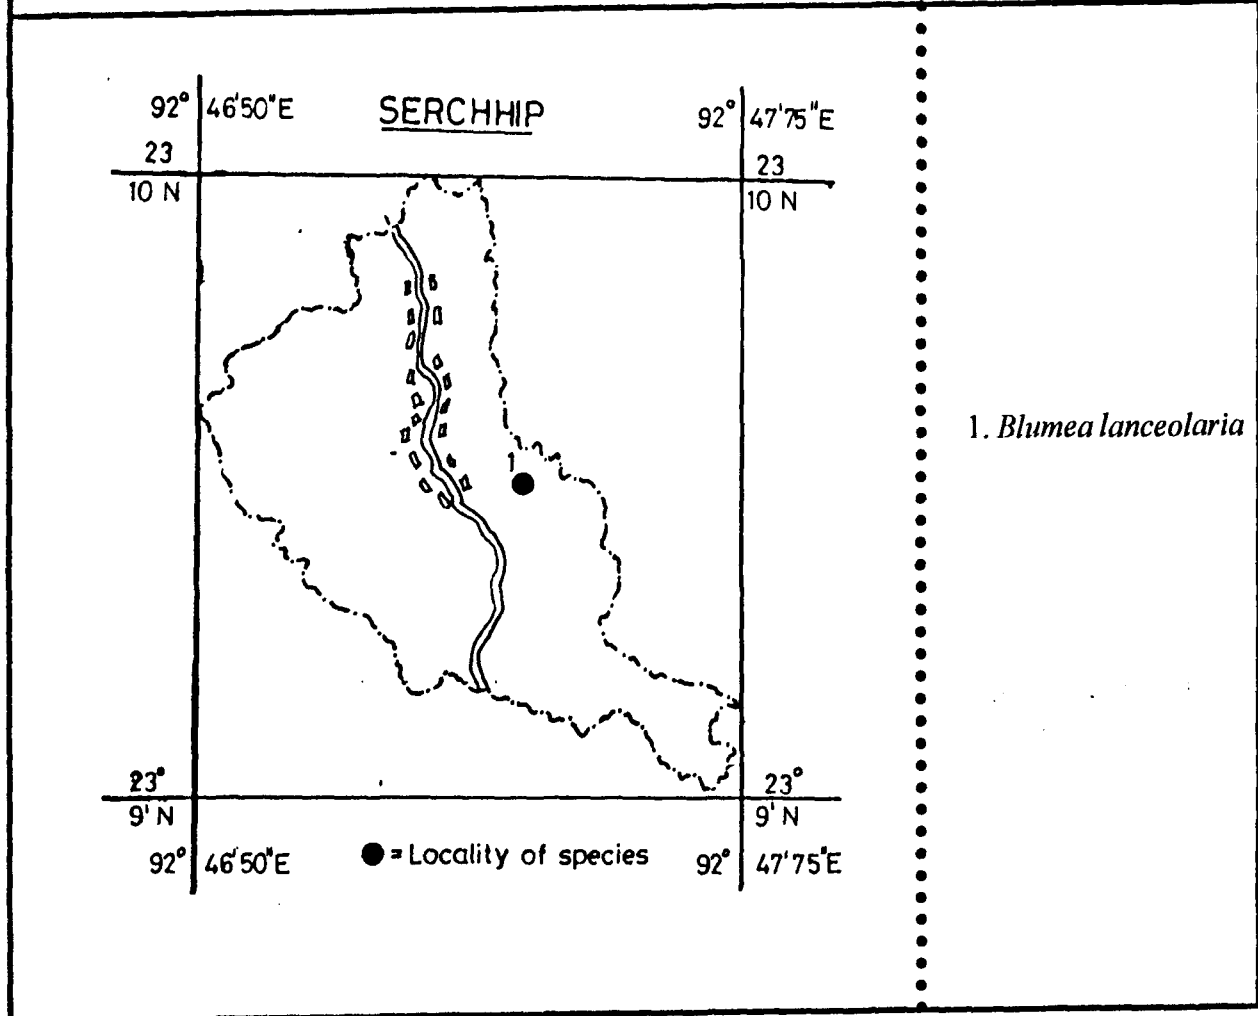 92° 46'50"E SERCHHIP 92° 47'75"E
23 23
10 N 10 N
1
1. Blumea lanceolaria
23° 23°
9' N 9' N
92° 46'50"E ● = Locality of species 92° 47'75"E